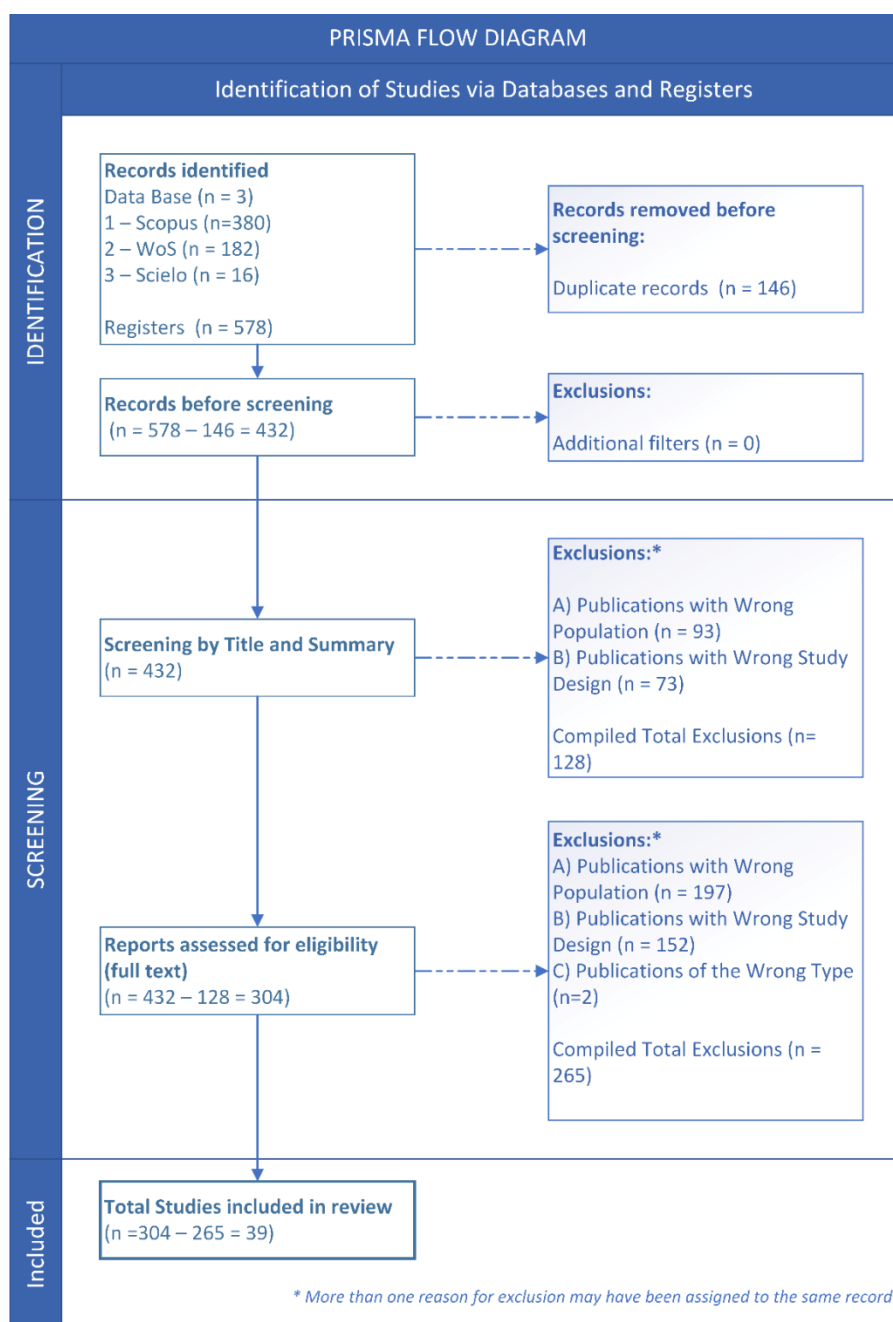 PRISMA FLOW DIAGRAM
Identification of Studies via Databases and Registers
IDENTIFICATION
Records identified
Data Base (n = 3)
1 – Scopus (n=380)
2 – WoS (n = 182)
3 – Scielo (n = 16)
Registers (n = 578)
Records removed before
screening:
Duplicate records (n = 146)
Records before screening
(n = 578 – 146 = 432)
Exclusions:
Additional filters (n = 0)
SCREENING
Screening by Title and Summary
(n = 432)
Exclusions:*
A) Publications with Wrong
Population (n = 93)
B) Publications with Wrong Study
Design (n = 73)
Compiled Total Exclusions (n=
128)
Reports assessed for eligibility
(full text)
(n = 432 – 128 = 304)
Exclusions:*
A) Publications with Wrong
Population (n = 197)
B) Publications with Wrong Study
Design (n = 152)
C) Publications of the Wrong Type
(n=2)
Compiled Total Exclusions (n =
265)
Included
Total Studies included in review
(n =304 – 265 = 39)
* More than one reason for exclusion may have been assigned to the same record